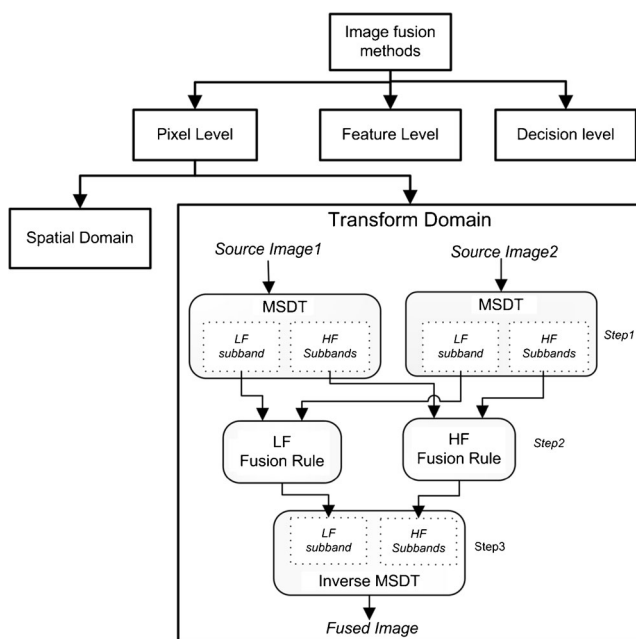 Image fusion
methods
Pixel Level
Feature Level
Decision level
Spatial Domain
Transform Domain
Source Image1
Source Image2
MSDT
MSDT
LF
subband
HF
Subbands
LF
subband
HF
Subbands
Step1
LF
Fusion Rule
HF
Fusion Rule
Step2
LF
subband
HF
Subbands
Step3
Inverse MSDT
Fused Image